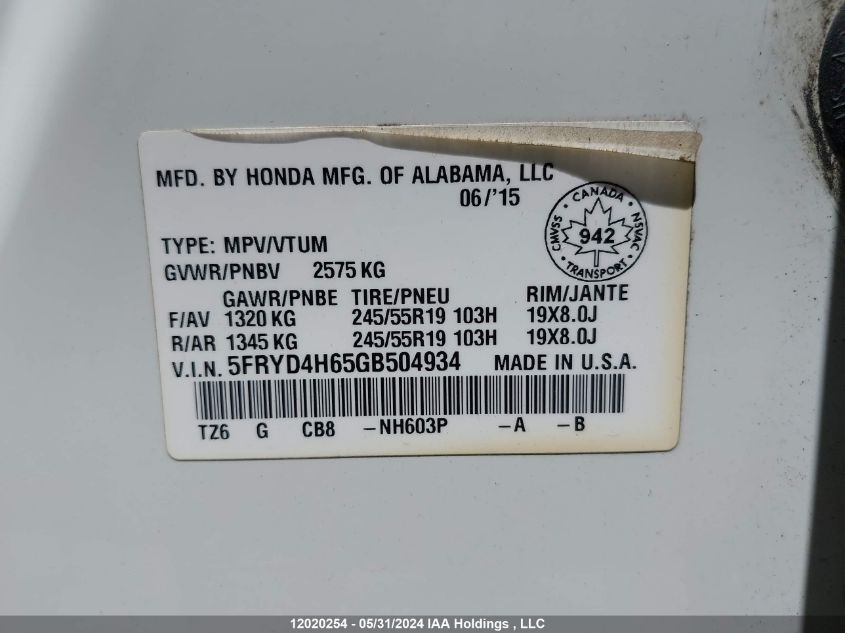 MFD. BY HONDA MFG. OF ALABAMA, LLC
06/'15
CANADA
CMVSS 942 NSVAC
TRANSPORT
TYPE: MPV/VTUM
GVWR/PNBV 2575 KG
GAWR/PNBE TIRE/PNEU RIM/JANTE
F/AV 1320 KG 245/55R19 103H 19X8.0J
R/AR 1345 KG 245/55R19 103H 19X8.0J
V.I.N. 5FRYD4H65GB504934 MADE IN U.S.A.
TZ6 G CB8 -NH603P -A -B
12020254 - 05/31/2024 IAA Holdings , LLC